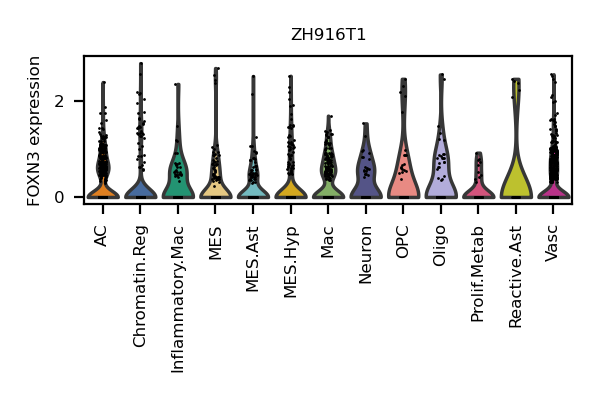 ZH916T1
FOXN3 expression
2
0
AC
Chromatin.Reg
Inflammatory.Mac
MES
MES.Ast
MES.Hyp
Mac
Neuron
OPC
Oligo
Prolif.Metab
Reactive.Ast
Vasc